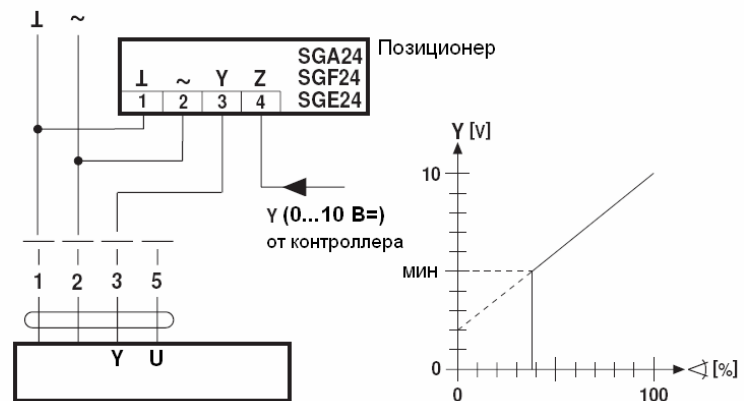 ⊥ ~
SGA24 Позиционер
SGF24
SGE24
⊥ ~ Y Z
1 2 3 4
Y (0...10 В=)
от контроллера
1 2 3 5
Y U
Y [V]
10
мин
0
0 100
[%]